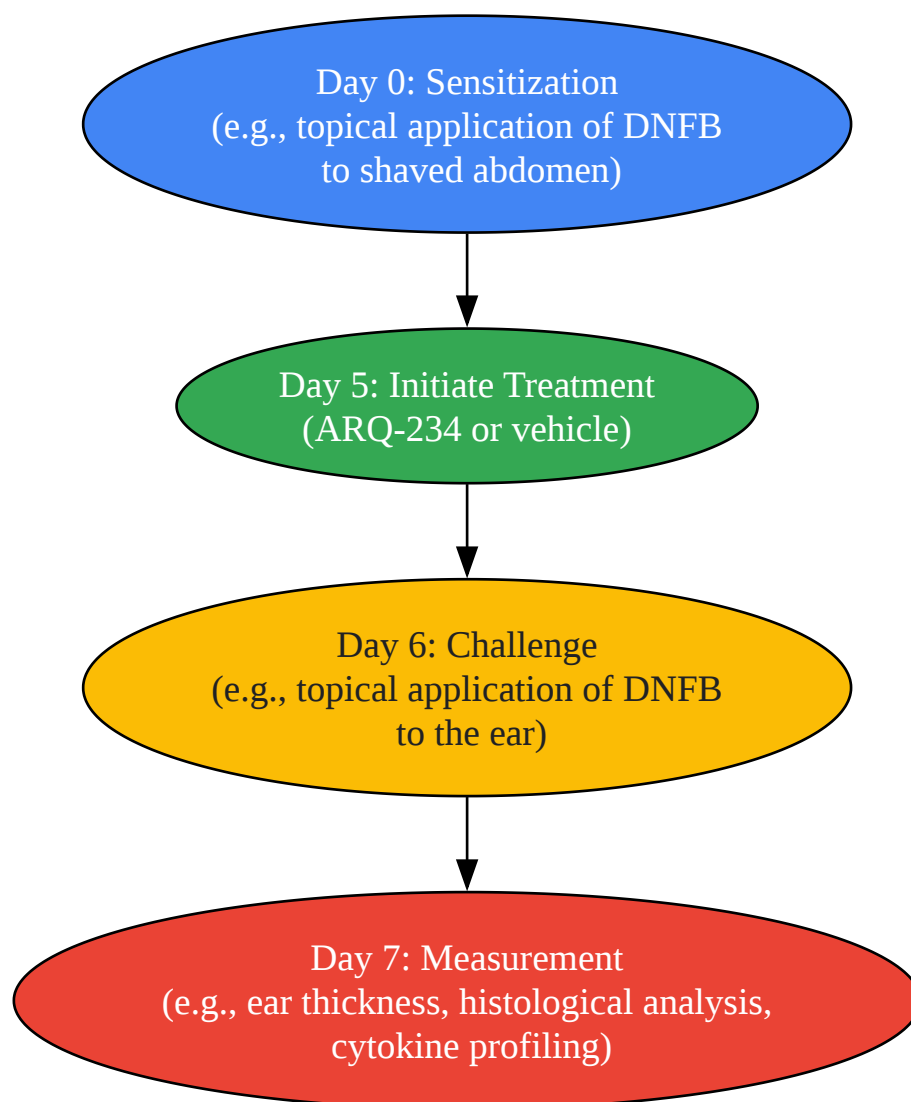 Day 0: Sensitization
(e.g., topical application of DNFB
to shaved abdomen)
Day 5: Initiate Treatment
(ARQ-234 or vehicle)
Day 6: Challenge
(e.g., topical application of DNFB
to the ear)
Day 7: Measurement
(e.g., ear thickness, histological analysis,
cytokine profiling)